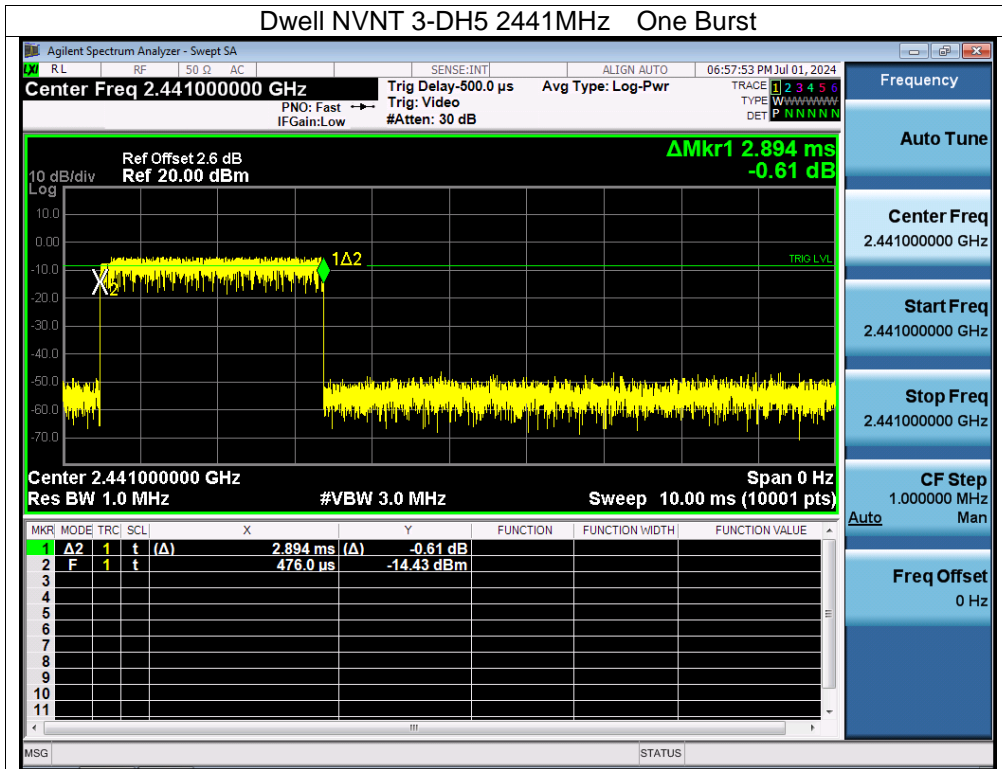 Dwell NVNT 3-DH5 2441MHz One Burst
Agilent Spectrum Analyzer - Swept SA
LXI RL RF 50 Ω AC SENSE:INT ALIGN AUTO 06:57:53 PM Jul 01, 2024
Center Freq 2.441000000 GHz
PNO: Fast
IFGain:Low
Trig Delay-500.0 µs
Trig: Video
#Atten: 30 dB
Avg Type: Log-Pwr
TRACE 1 2 3 4 5 6
TYPE WWWWWW
DET P N N N N N
Frequency
Auto Tune
Center Freq
2.441000000 GHz
Start Freq
2.441000000 GHz
Stop Freq
2.441000000 GHz
CF Step
1.000000 MHz
Auto Man
Freq Offset
0 Hz
ΔMkr1 2.894 ms
-0.61 dB
Ref Offset 2.6 dB
10 dB/div Ref 20.00 dBm
Log
10.0
0.00
-10.0
-20.0
-30.0
-40.0
-50.0
-60.0
-70.0
1Δ2
TRIG LVL
2
Center 2.441000000 GHz Span 0 Hz
Res BW 1.0 MHz #VBW 3.0 MHz Sweep 10.00 ms (10001 pts)
MKR MODE TRC SCL X Y FUNCTION FUNCTION WIDTH FUNCTION VALUE
1 Δ2 1 t (Δ) 2.894 ms (Δ) -0.61 dB
2 F 1 t 476.0 µs -14.43 dBm
3
4
5
6
7
8
9
10
11
MSG STATUS